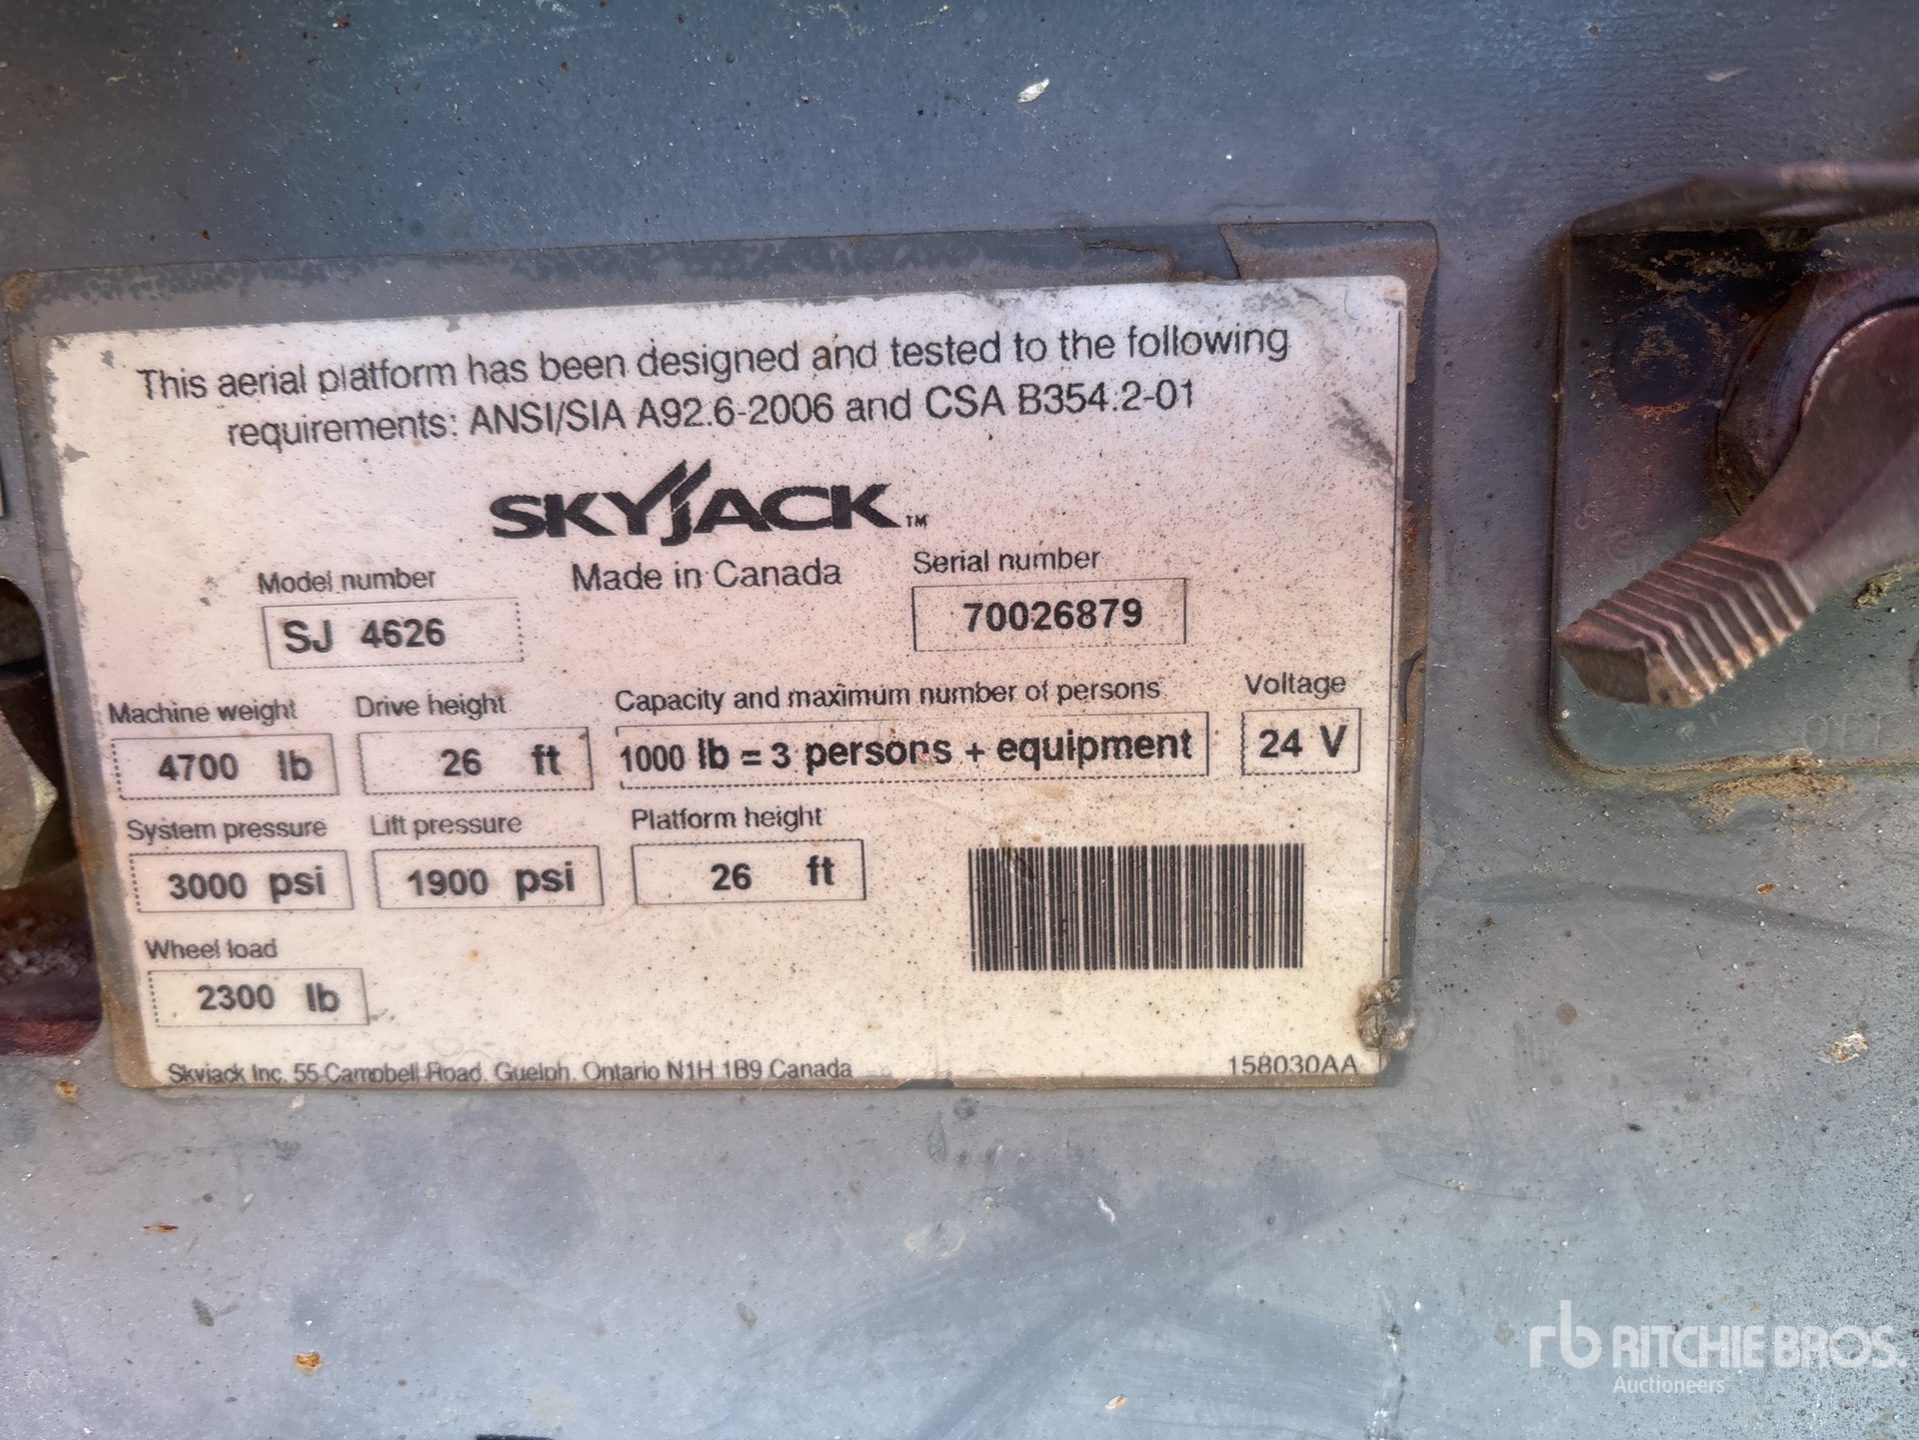 This aerial platform has been designed and tested to the following
requirements: ANSI/SIA A92.6-2006 and CSA B354.2-01
SKYJACK™
Model number
Made in Canada
Serial number
SJ 4626
70026879
Machine weight
Drive height
Capacity and maximum number of persons
Voltage
4700 lb
26 ft
1000 lb = 3 persons + equipment
24 V
System pressure
Lift pressure
Platform height
3000 psi
1900 psi
26 ft
Wheel load
2300 lb
Skyjack Inc. 55 Campbell Road, Guelph, Ontario N1H 1B9 Canada
158030AA
rb RITCHIE BROS.
Auctioneers